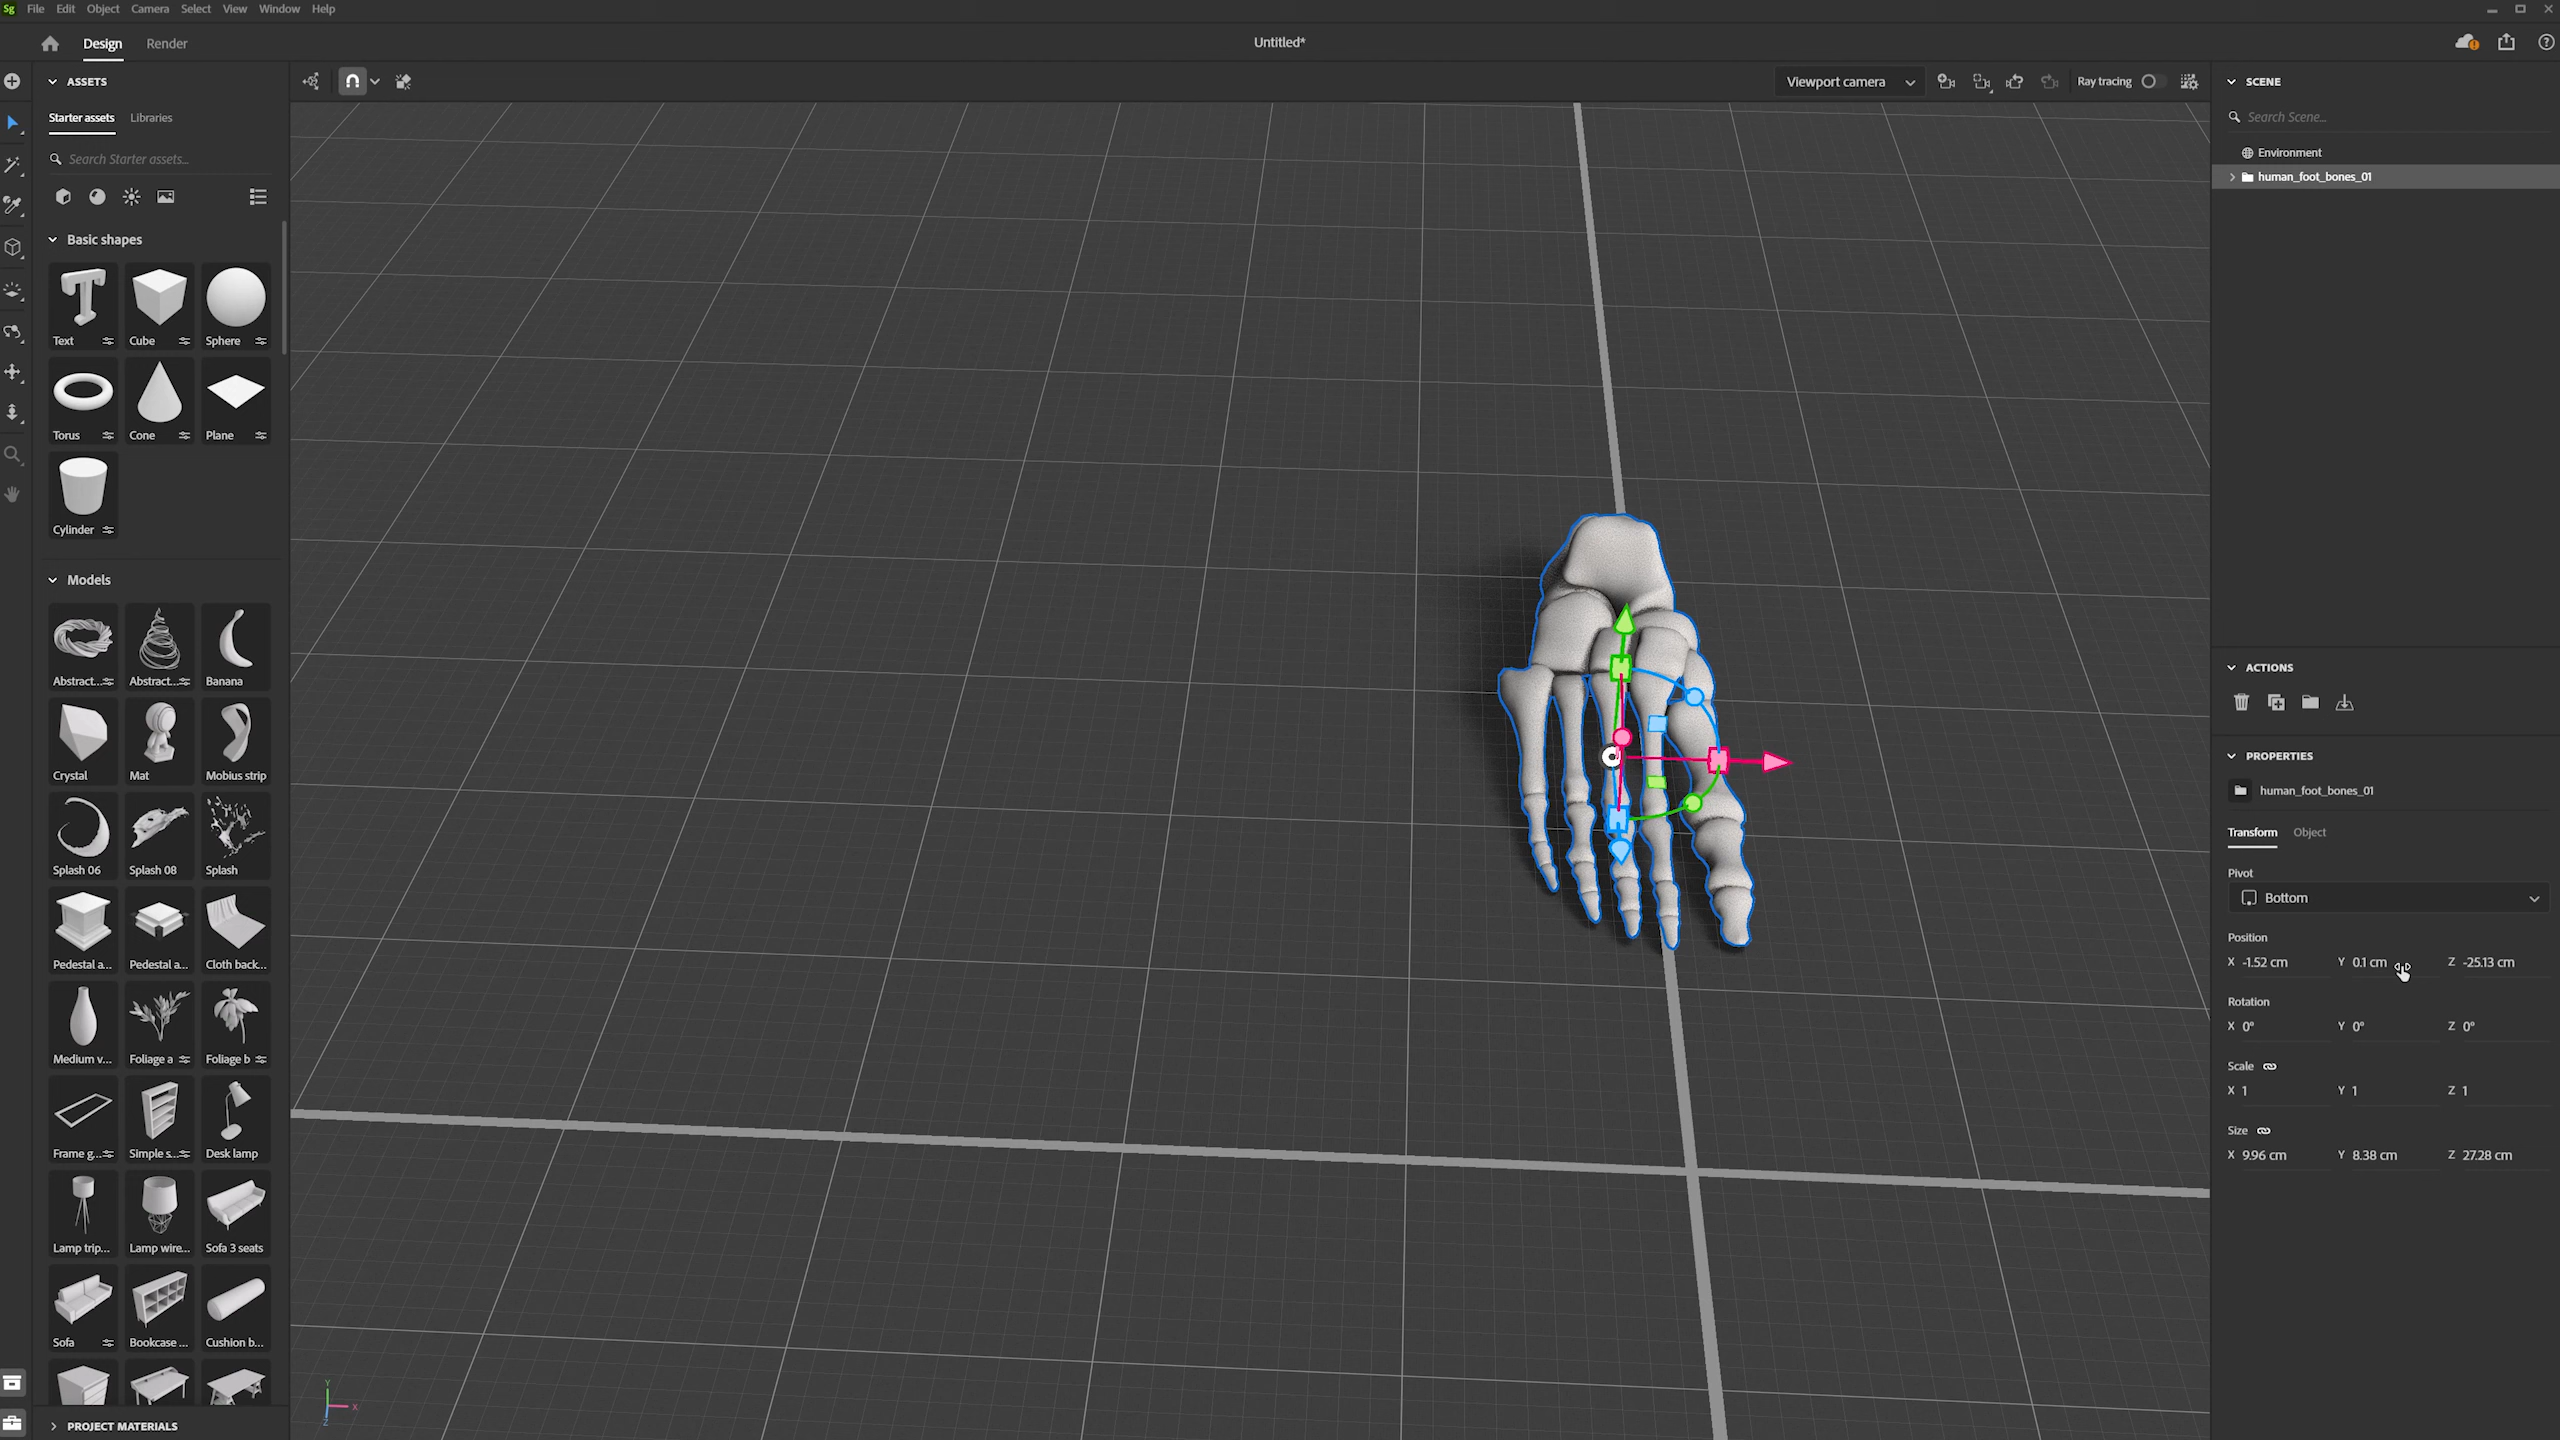 Sg File Edit Object Camera Select View Window Help
Design Render Untitled*
ASSETS
Starter assets Libraries
Search Starter assets...
Basic shapes
Text Cube Sphere
Torus Cone Plane
Cylinder
Models
Abstract... Abstract... Banana
Crystal Mat Mobius strip
Splash 06 Splash 08 Splash
Pedestal a... Pedestal a... Cloth back...
Medium v... Foliage a Foliage b
Frame g... Simple s... Desk lamp
Lamp trip... Lamp wire... Sofa 3 seats
Sofa Bookcase ... Cushion b...
PROJECT MATERIALS
Viewport camera Ray tracing
Y
X
Z
SCENE
Search Scene...
Environment
human_foot_bones_01
ACTIONS
PROPERTIES
human_foot_bones_01
Transform Object
Pivot
Bottom
Position
X -1.52 cm Y 0.1 cm Z -25.13 cm
Rotation
X 0° Y 0° Z 0°
Scale
X 1 Y 1 Z 1
Size
X 9.96 cm Y 8.38 cm Z 27.28 cm